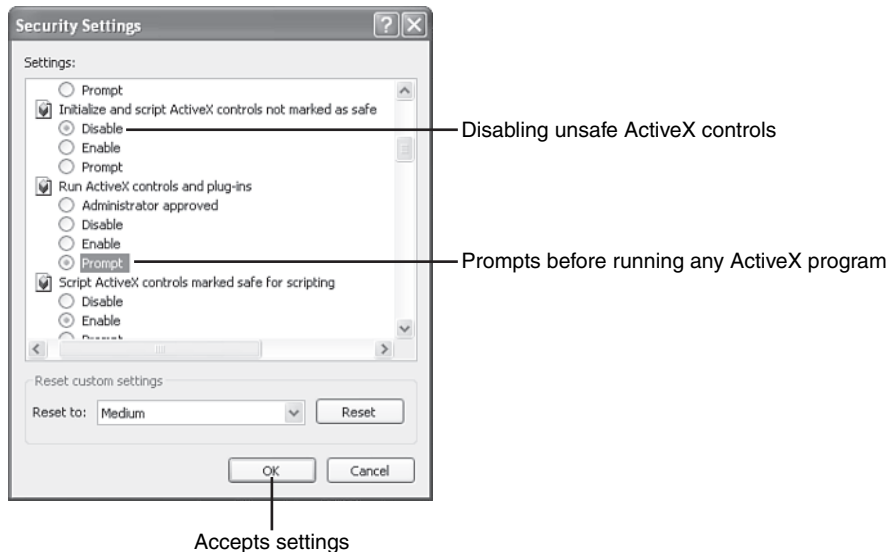 Security Settings
Settings:
Prompt
Initialize and script ActiveX controls not marked as safe
Disable
Enable
Prompt
Run ActiveX controls and plug-ins
Administrator approved
Disable
Enable
Prompt
Script ActiveX controls marked safe for scripting
Disable
Enable
Prompt
Reset custom settings
Reset to: Medium Reset
OK Cancel
Disabling unsafe ActiveX controls
Prompts before running any ActiveX program
Accepts settings